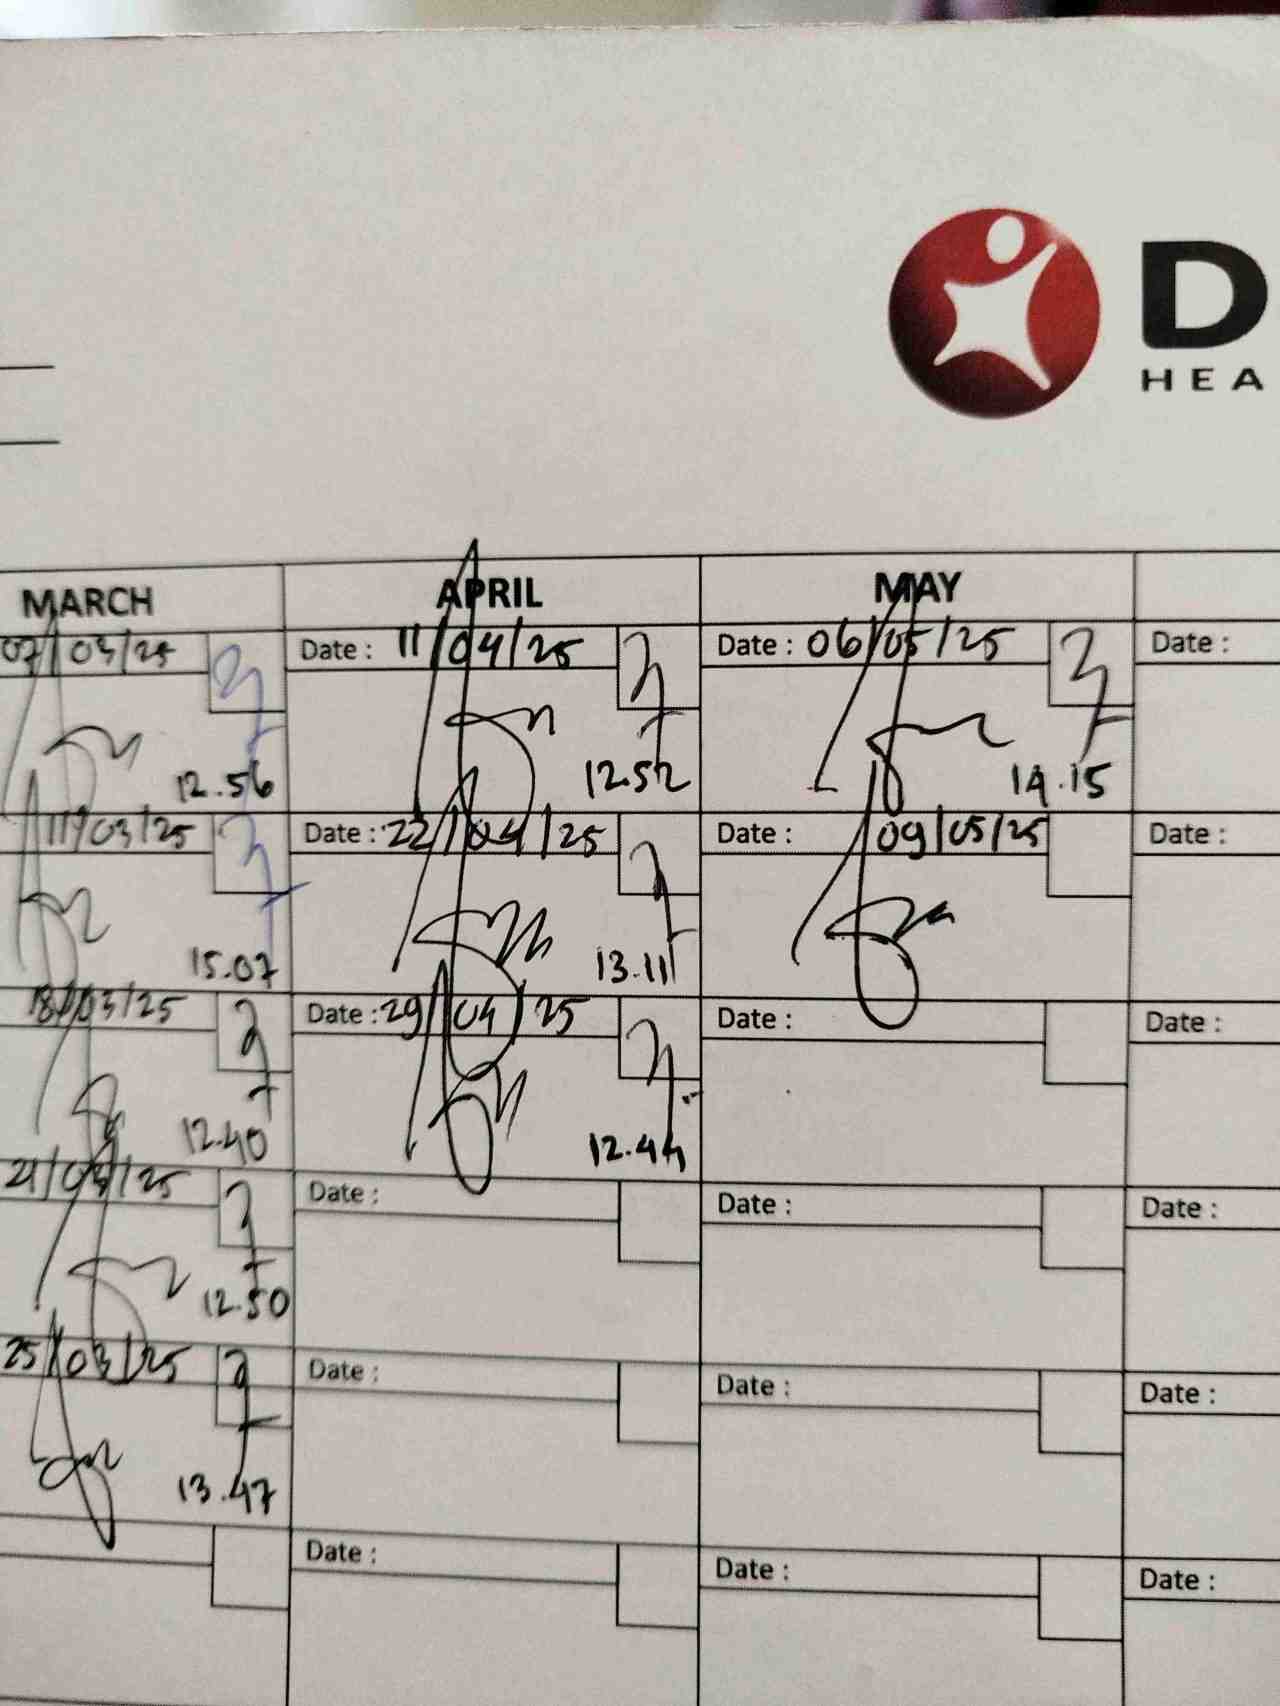 D
HEA
MARCH APRIL MAY
07/03/25 Date : 11/04/25 Date : 06/05/25 Date :
12.56 12.52 14.15
11/03/25 Date : 22/04/25 Date : 09/05/25 Date :
15.07 13.11
18/03/25 Date : 29/04/25 Date : Date :
12.40 12.44
21/03/25 Date : Date : Date :
12.50
25/03/25 Date : Date : Date :
13.47
Date : Date : Date :